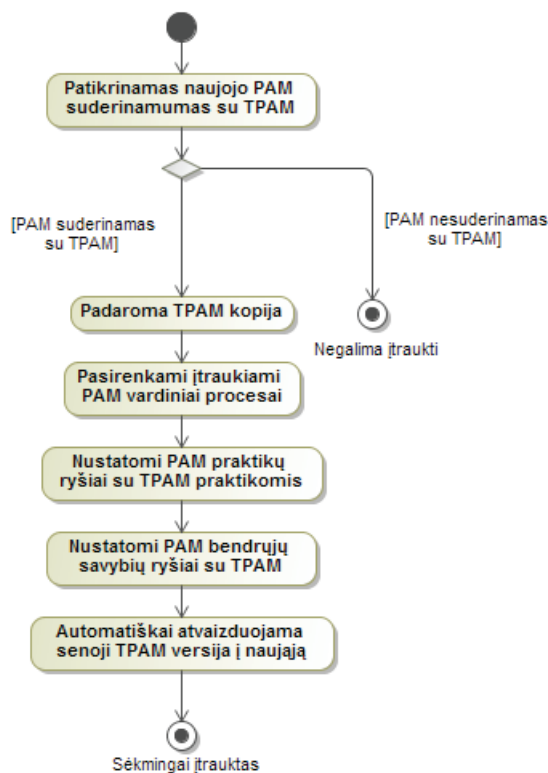 Patikrinamas naujojo PAM
suderinamumas su TPAM
[PAM suderinamas
su TPAM]
[PAM nesuderinamas
su TPAM]
Padaroma TPAM kopija
Negalima įtraukti
Pasirenkami įtraukiami
PAM vardiniai procesai
Nustatomi PAM praktikų
ryšiai su TPAM praktikomis
Nustatomi PAM bendrųjų
savybių ryšiai su TPAM
Automatiškai atvaizduojama
senoji TPAM versija į naująją
Sėkmingai įtrauktas